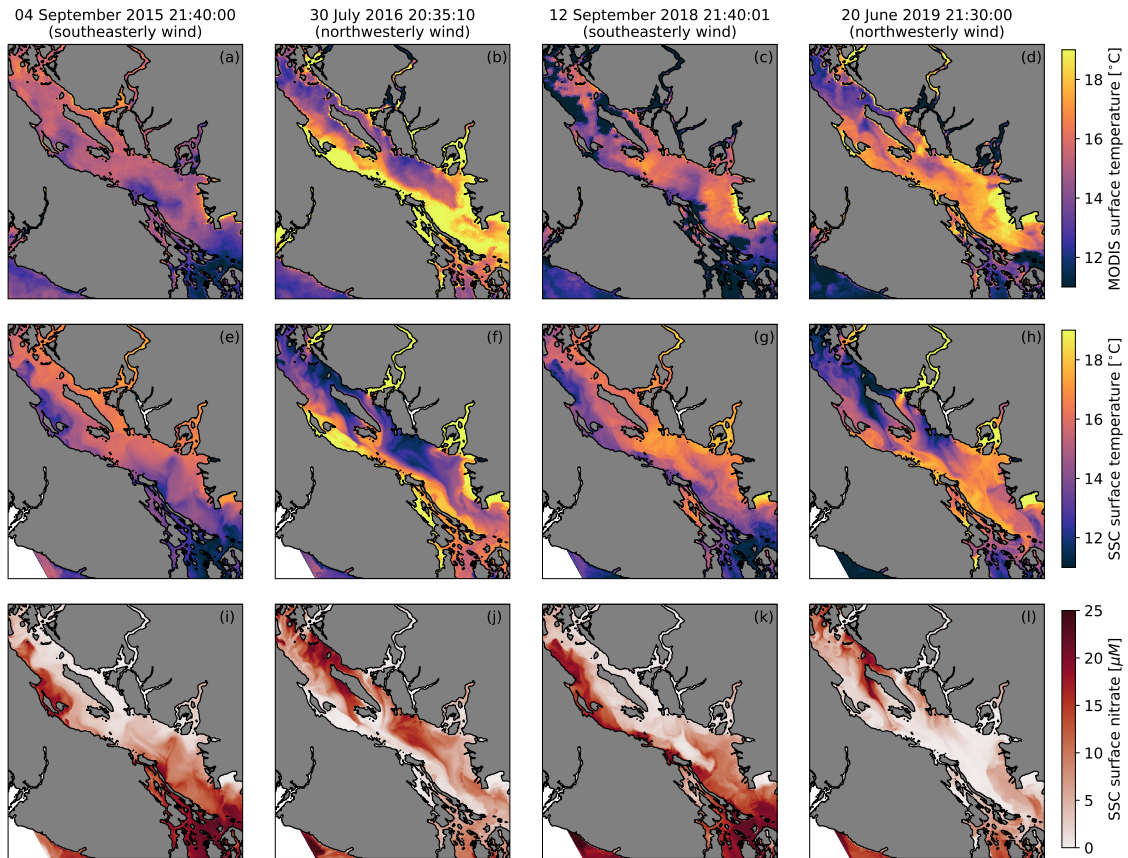 04 September 2015 21:40:00
(southeasterly wind)
30 July 2016 20:35:10
(northwesterly wind)
12 September 2018 21:40:01
(southeasterly wind)
20 June 2019 21:30:00
(northwesterly wind)
(a)
(b)
(c)
(d)
18
16
14
12
MODIS surface temperature [°C]
(e)
(f)
(g)
(h)
18
16
14
12
SSC surface temperature [°C]
(i)
(j)
(k)
(l)
25
20
15
10
5
0
SSC surface nitrate [μM]